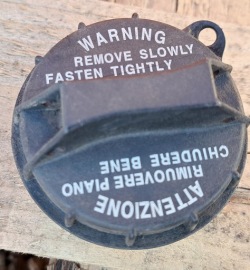 WARNING
REMOVE SLOWLY
FASTEN TIGHTLY
ATTENZIONE
RIMUOVERE PIANO
CHIUDERE BENE